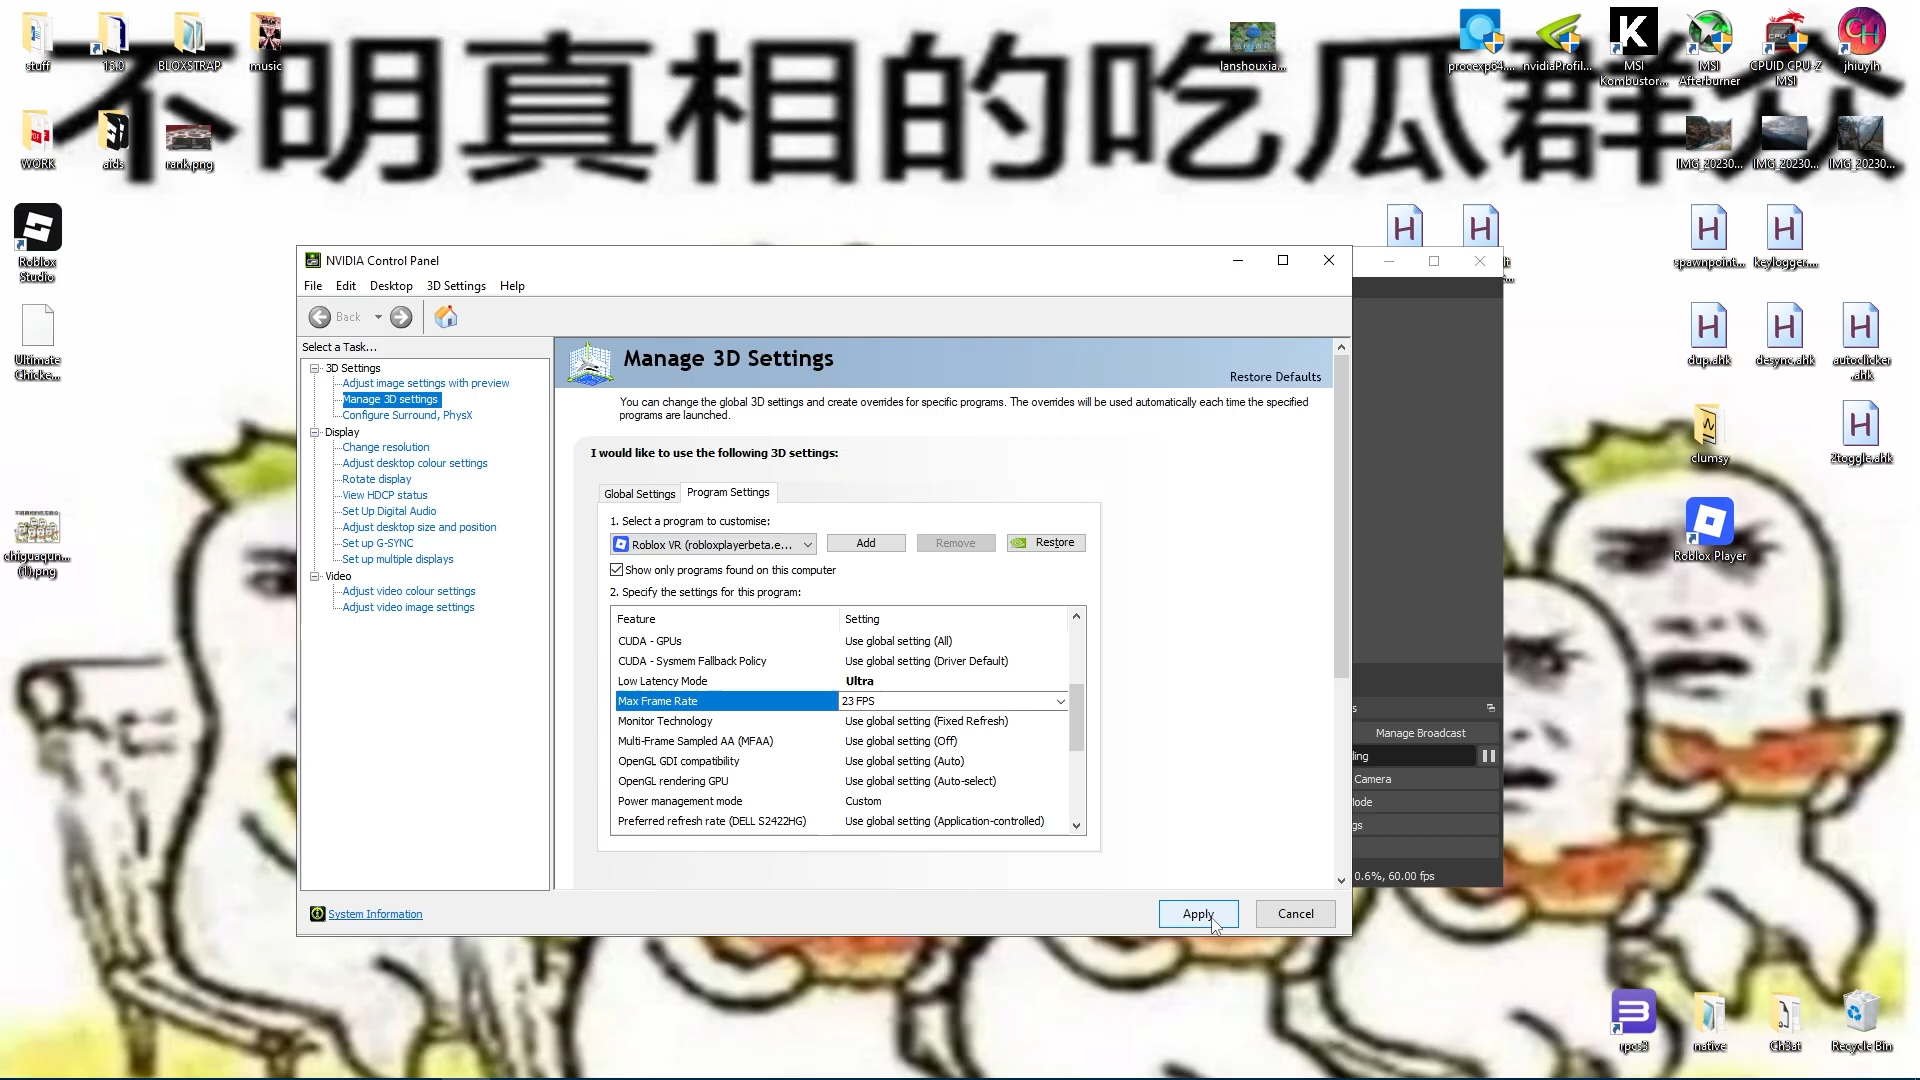 不明真相的吃瓜群众
stuff
13.0
BLOXSTRAP
music
lanshouxia...
procexp64....
nvidiaProfil...
MSI
Kombustor...
MSI
Afterburner
CPUID CPU-Z
MSI
jhiuyih
WORK
aids
rank.png
IMG_20230...
IMG_20230...
IMG_20230...
Roblox
Studio
spawnpoint...
keylogger....
Ultimate
Chicke...
dup.ahk
desync.ahk
autoclicker
.ahk
clumsy
2toggle.ahk
chiguaqun...
(1).png
Roblox Player
rpcs3
native
Ch3at
Recycle Bin
NVIDIA Control Panel
File
Edit
Desktop
3D Settings
Help
Back
Select a Task...
3D Settings
Adjust image settings with preview
Manage 3D settings
Configure Surround, PhysX
Display
Change resolution
Adjust desktop colour settings
Rotate display
View HDCP status
Set Up Digital Audio
Adjust desktop size and position
Set up G-SYNC
Set up multiple displays
Video
Adjust video colour settings
Adjust video image settings
System Information
Manage 3D Settings
Restore Defaults
You can change the global 3D settings and create overrides for specific programs. The overrides will be used automatically each time the specified
programs are launched.
I would like to use the following 3D settings:
Global Settings
Program Settings
1. Select a program to customise:
Roblox VR (robloxplayerbeta.e...
Add
Remove
Restore
Show only programs found on this computer
2. Specify the settings for this program:
Feature Setting
CUDA - GPUs Use global setting (All)
CUDA - Sysmem Fallback Policy Use global setting (Driver Default)
Low Latency Mode Ultra
Max Frame Rate 23 FPS
Monitor Technology Use global setting (Fixed Refresh)
Multi-Frame Sampled AA (MFAA) Use global setting (Off)
OpenGL GDI compatibility Use global setting (Auto)
OpenGL rendering GPU Use global setting (Auto-select)
Power management mode Custom
Preferred refresh rate (DELL S2422HG) Use global setting (Application-controlled)
Apply
Cancel
Manage Broadcast
Camera
0.6%, 60.00 fps